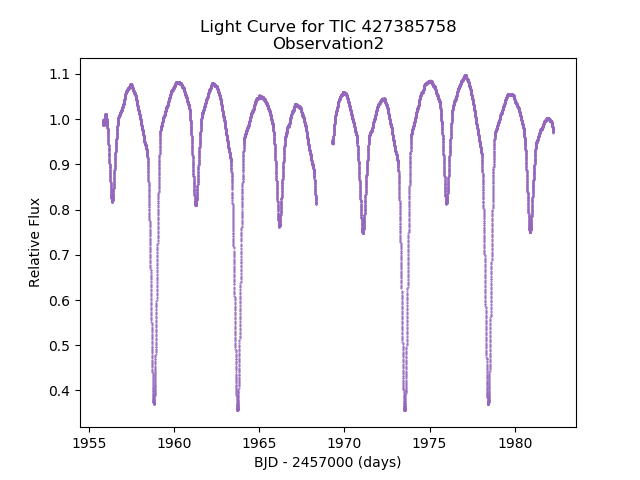 Light Curve for TIC 427385758
Observation2
Relative Flux
1.1
1.0
0.9
0.8
0.7
0.6
0.5
0.4
1955 1960 1965 1970 1975 1980
BJD - 2457000 (days)